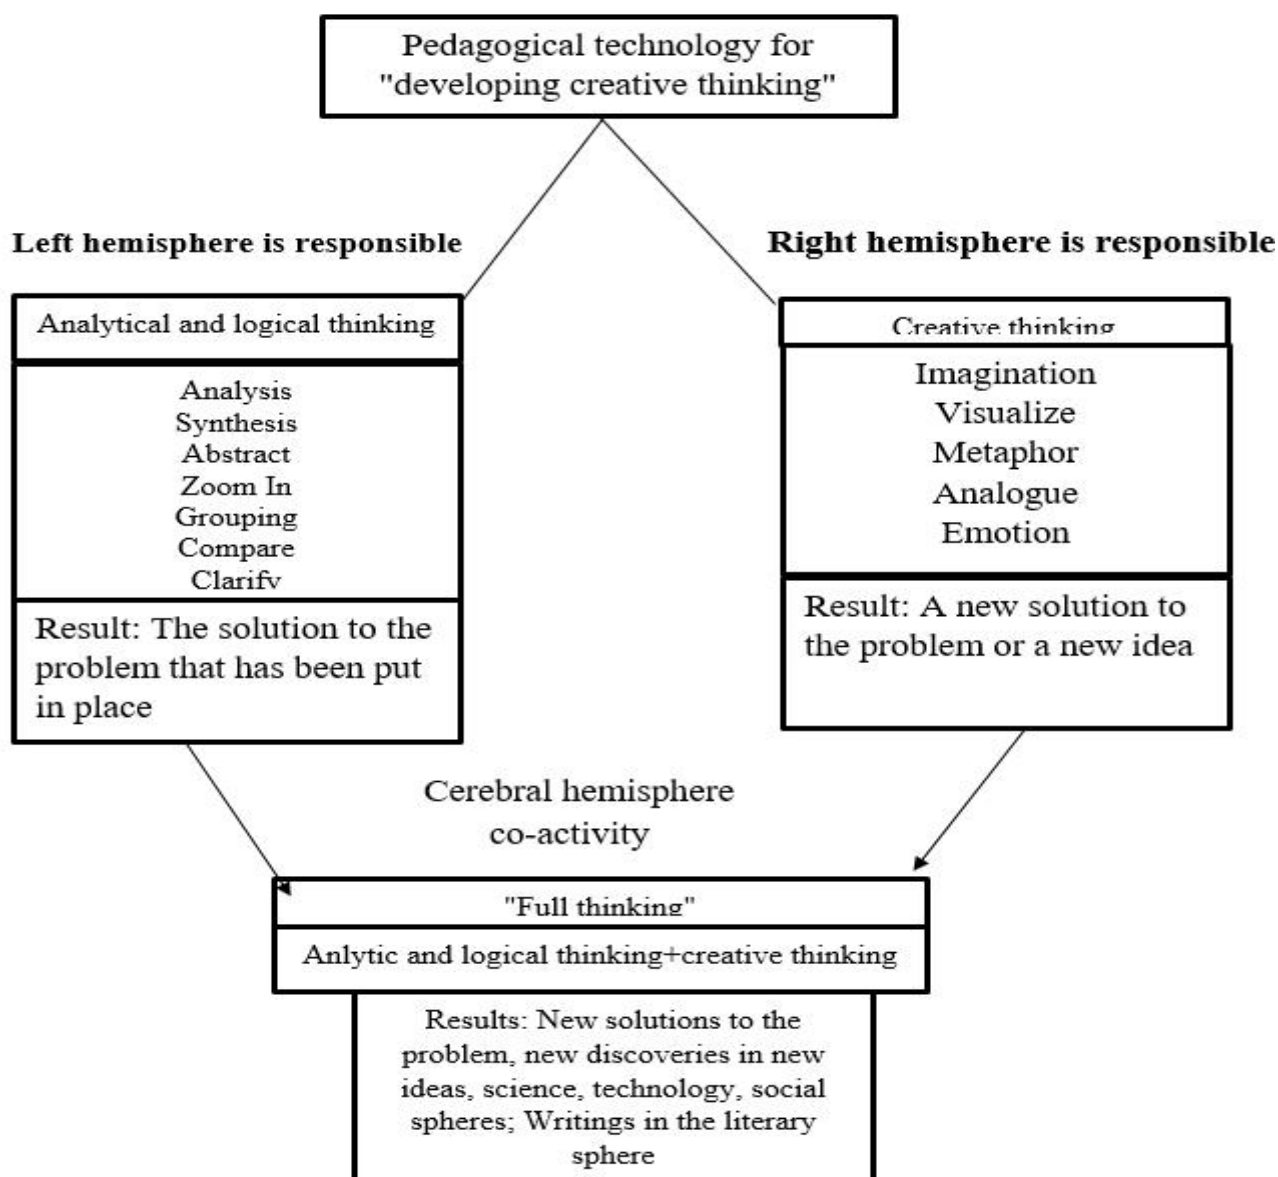 Pedagogical technology for
"developing creative thinking"
Left hemisphere is responsible
Right hemisphere is responsible
Analytical and logical thinking
Analysis
Synthesis
Abstract
Zoom In
Grouping
Compare
Clarify
Result: The solution to the
problem that has been put
in place
Creative thinking
Imagination
Visualize
Metaphor
Analogue
Emotion
Result: A new solution to
the problem or a new idea
Cerebral hemisphere
co-activity
"Full thinking"
Anlytic and logical thinking+creative thinking
Results: New solutions to the
problem, new discoveries in new
ideas, science, technology, social
spheres; Writings in the literary
sphere